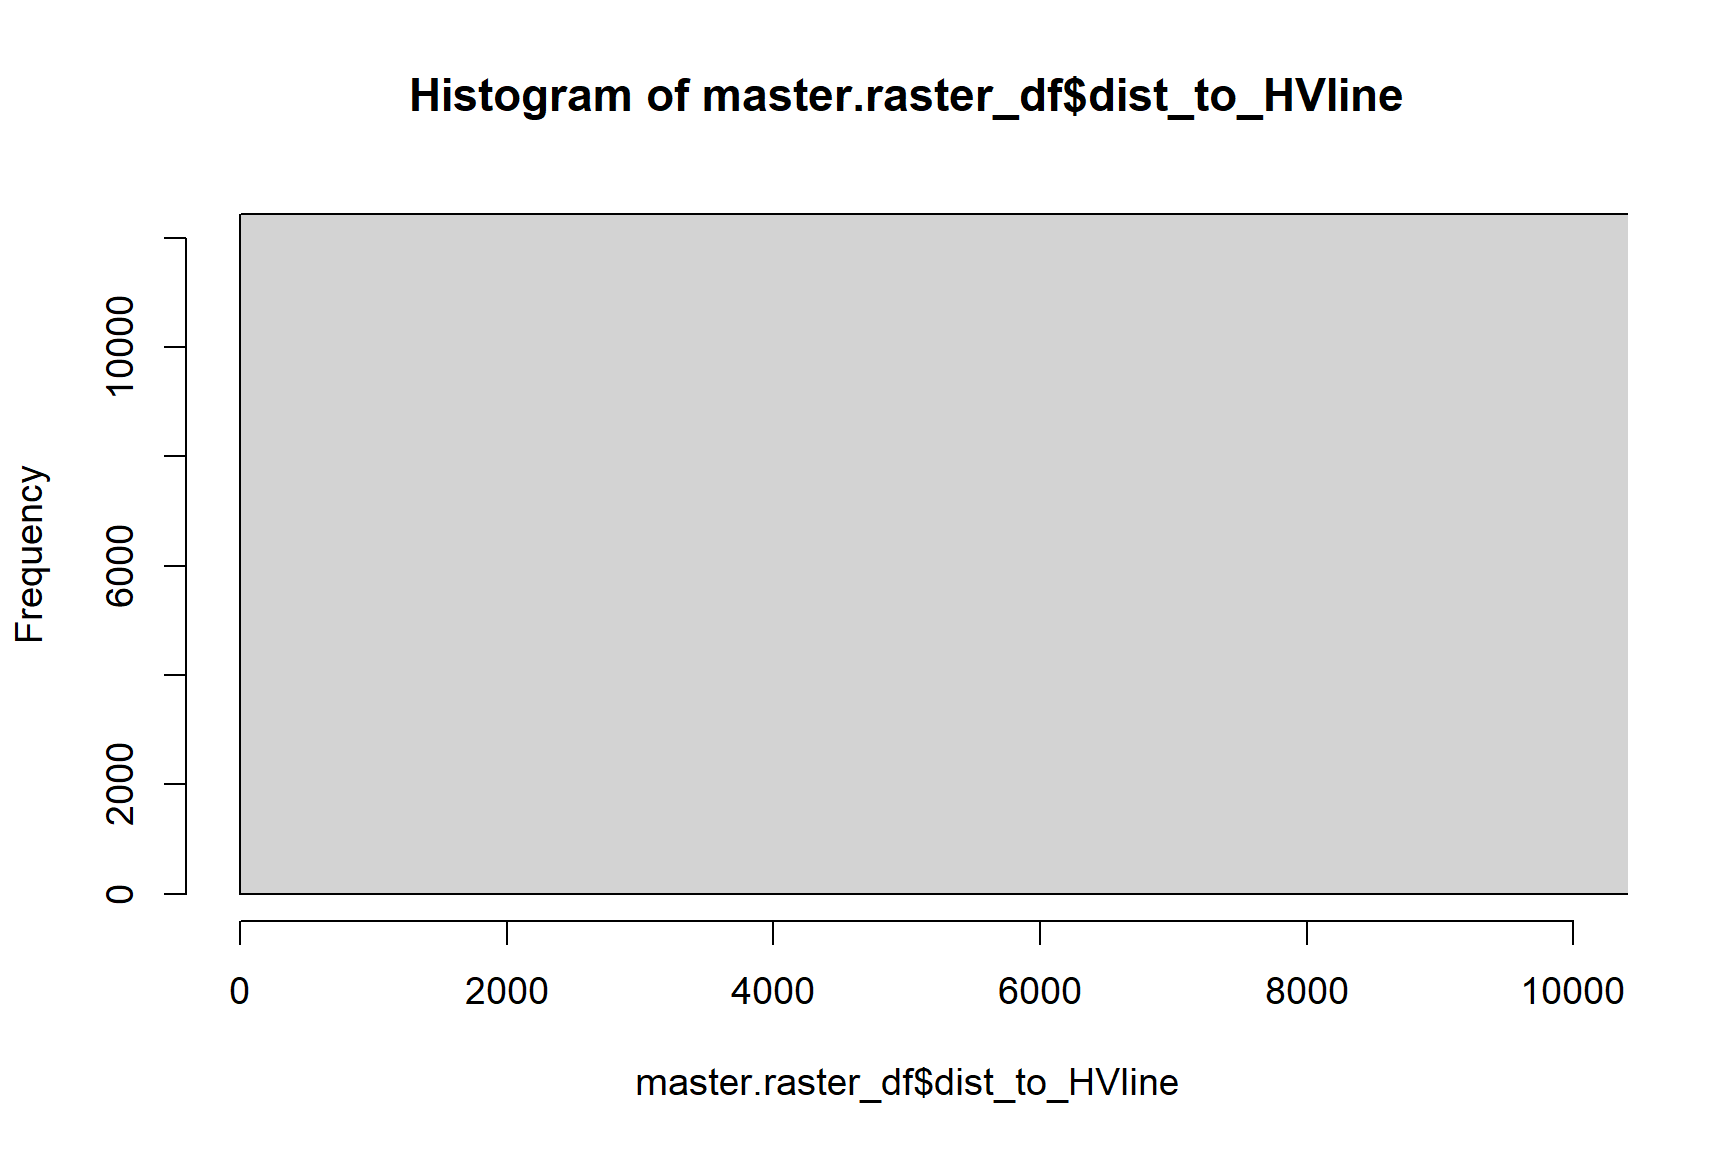 Histogram of master.raster_df$dist_to_HVline
Frequency
10000
6000
2000
0
0 2000 4000 6000 8000 10000
master.raster_df$dist_to_HVline